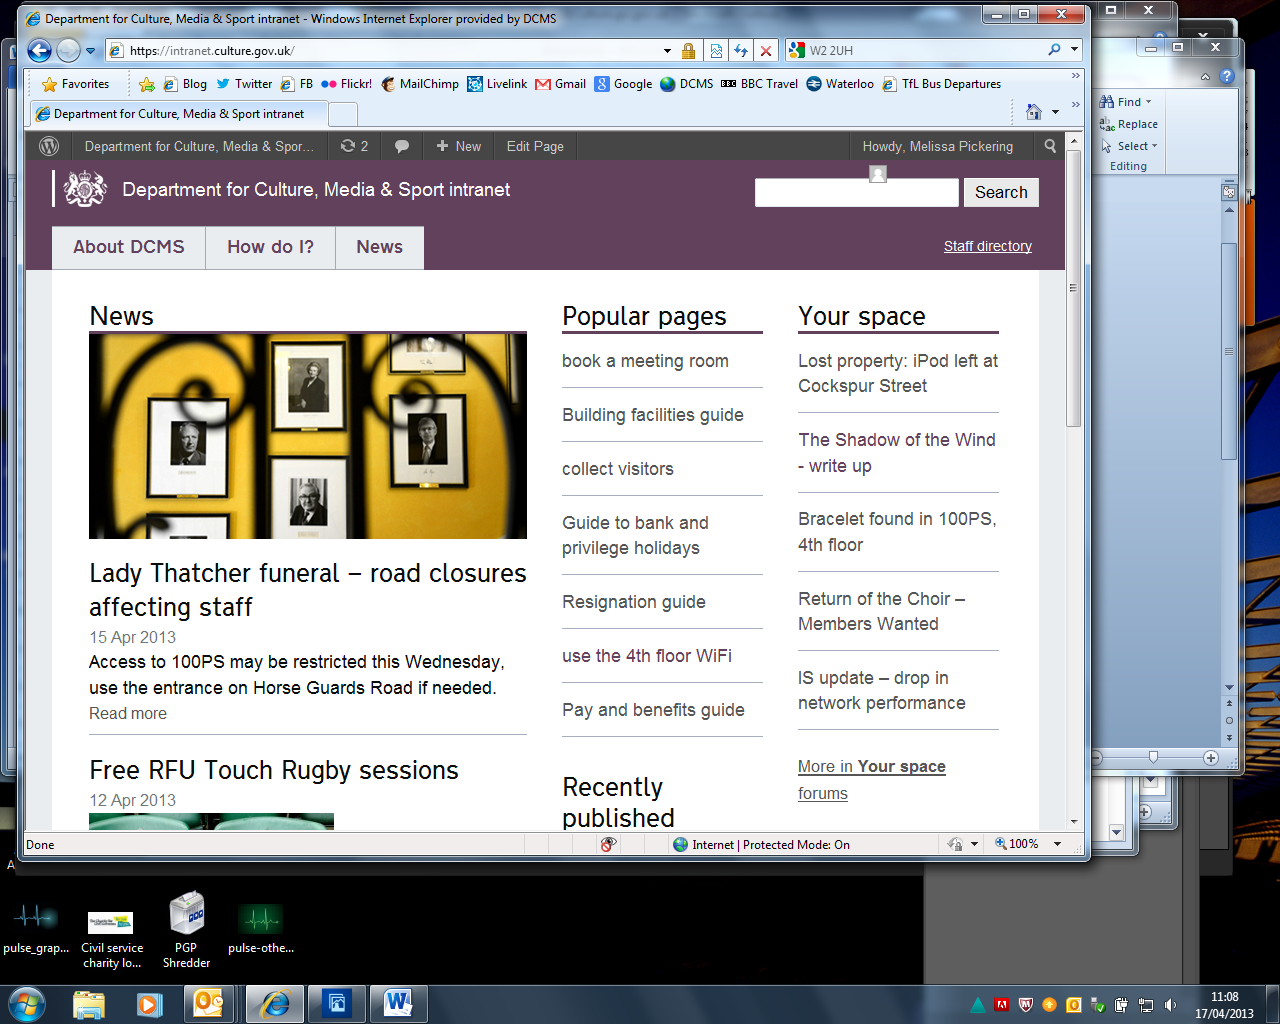 Department for Culture, Media & Sport intranet - Windows Internet Explorer provided by DCMS
https://intranet.culture.gov.uk/
W2 2UH
Favorites
Blog
Twitter
FB
Flickr!
MailChimp
Livelink
Gmail
Google
DCMS
BBC Travel
Waterloo
TfL Bus Departures
Department for Culture, Media & Sport intranet
Find
Replace
Select
Editing
Department for Culture, Media & Spor...
2
New
Edit Page
Howdy, Melissa Pickering
Department for Culture, Media & Sport intranet
Search
About DCMS
How do I?
News
Staff directory
News
Lady Thatcher funeral – road closures
affecting staff
15 Apr 2013
Access to 100PS may be restricted this Wednesday,
use the entrance on Horse Guards Road if needed.
Read more
Free RFU Touch Rugby sessions
12 Apr 2013
Popular pages
book a meeting room
Building facilities guide
collect visitors
Guide to bank and
privilege holidays
Resignation guide
use the 4th floor WiFi
Pay and benefits guide
Recently
published
Your space
Lost property: iPod left at
Cockspur Street
The Shadow of the Wind
- write up
Bracelet found in 100PS,
4th floor
Return of the Choir –
Members Wanted
IS update – drop in
network performance
More in Your space
forums
Done
Internet | Protected Mode: On
100%
A
pulse_grap...
Civil service
charity lo...
PGP
Shredder
pulse-othe...
11:08
17/04/2013